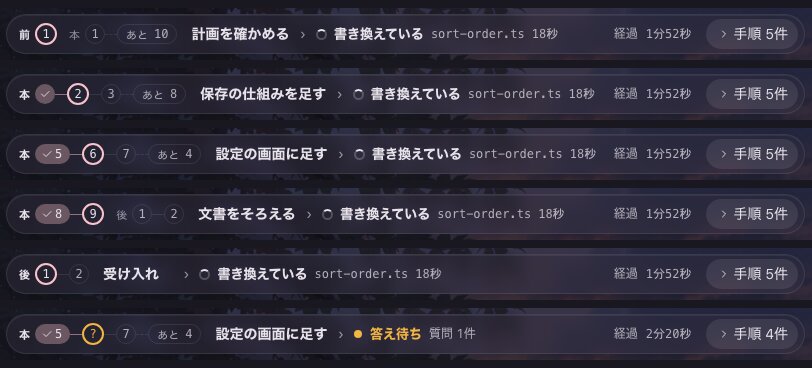 前 1 本 1 あと 10 計画を確かめる › 書き換えている sort-order.ts 18秒 経過 1分52秒 › 手順 5件
本 ✓ 2 3 あと 8 保存の仕組みを足す › 書き換えている sort-order.ts 18秒 経過 1分52秒 › 手順 5件
本 ✓5 6 7 あと 4 設定の画面に足す › 書き換えている sort-order.ts 18秒 経過 1分52秒 › 手順 5件
本 ✓8 9 後 1 2 文書をそろえる › 書き換えている sort-order.ts 18秒 経過 1分52秒 › 手順 5件
後 1 2 受け入れ › 書き換えている sort-order.ts 18秒 経過 1分52秒 › 手順 5件
本 ✓5 ? 7 あと 4 設定の画面に足す › 答え待ち 質問 1件 経過 2分20秒 › 手順 4件